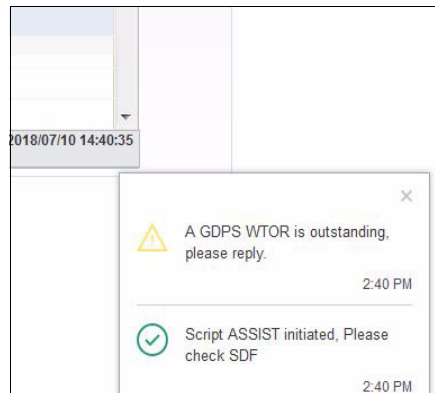 2018/07/10 14:40:35
A GDPS WTOR is outstanding,
please reply.
2:40 PM
Script ASSIST initiated, Please
check SDF
2:40 PM